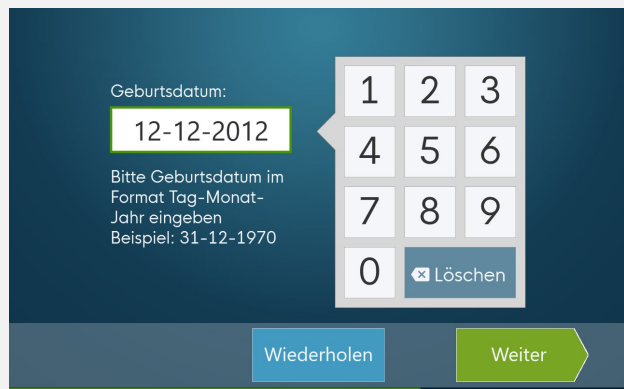 Geburtsdatum:
12-12-2012
Bitte Geburtsdatum im
Format Tag-Monat-
Jahr eingeben
Beispiel: 31-12-1970
1 2 3
4 5 6
7 8 9
0 Löschen
Wiederholen Weiter